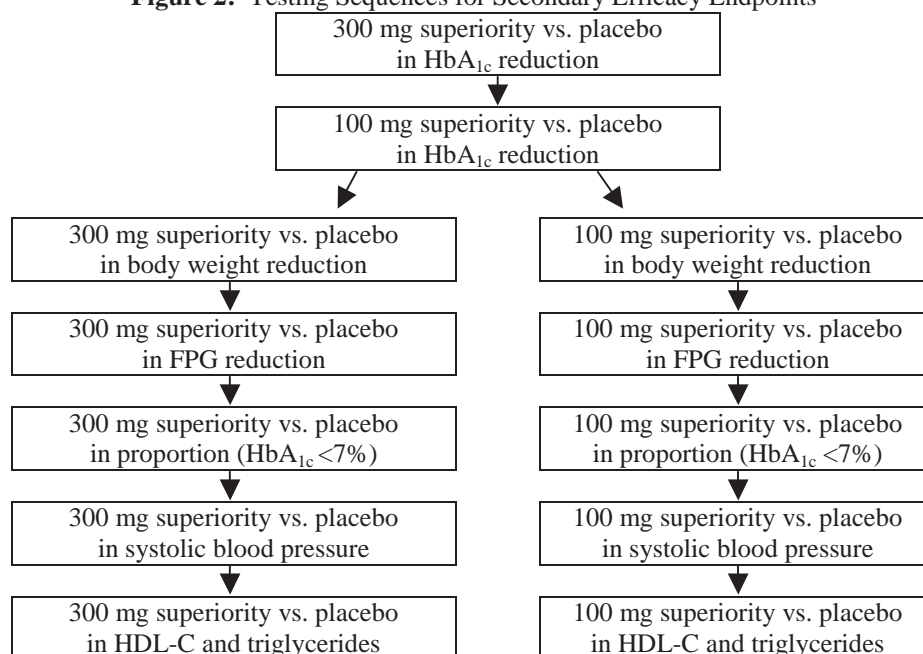 Figure 2: Testing Sequences for Secondary Efficacy Endpoints
300 mg superiority vs. placebo
in HbA1c reduction
100 mg superiority vs. placebo
in HbA1c reduction
300 mg superiority vs. placebo
in body weight reduction
300 mg superiority vs. placebo
in FPG reduction
300 mg superiority vs. placebo
in proportion (HbA1c <7%)
300 mg superiority vs. placebo
in systolic blood pressure
300 mg superiority vs. placebo
in HDL-C and triglycerides
100 mg superiority vs. placebo
in body weight reduction
100 mg superiority vs. placebo
in FPG reduction
100 mg superiority vs. placebo
in proportion (HbA1c <7%)
100 mg superiority vs. placebo
in systolic blood pressure
100 mg superiority vs. placebo
in HDL-C and triglycerides